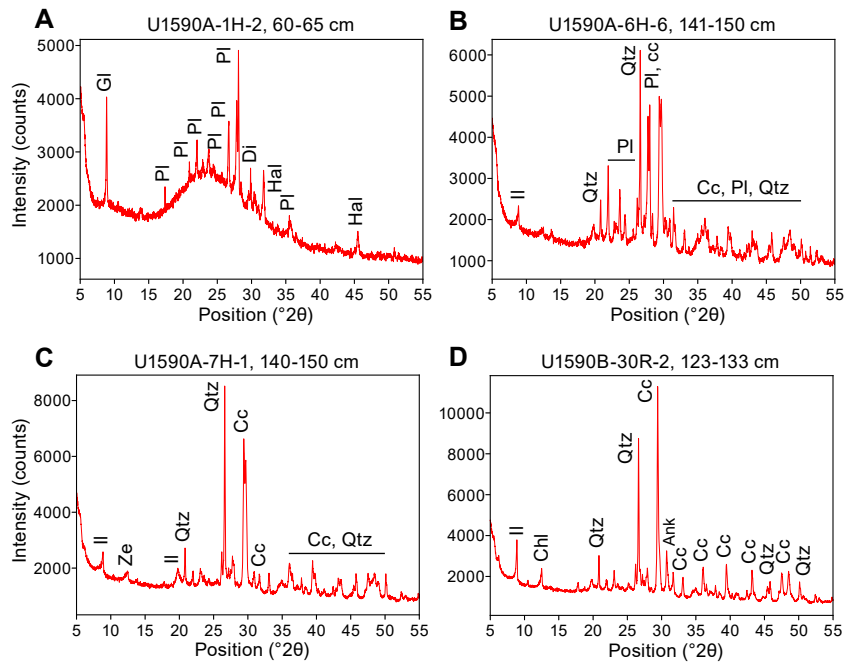 A
U1590A-1H-2, 60-65 cm
Intensity (counts)
5000
4000
3000
2000
1000
Gl
Pl
Pl
Pl
Pl
Pl
Pl
Di
Hal
Pl
Hal
5 10 15 20 25 30 35 40 45 50 55
Position (°2θ)
B
U1590A-6H-6, 141-150 cm
6000
5000
4000
3000
2000
1000
Il
Qtz
Pl
Qtz
Pl, cc
Cc, Pl, Qtz
5 10 15 20 25 30 35 40 45 50 55
Position (°2θ)
C
U1590A-7H-1, 140-150 cm
Intensity (counts)
8000
6000
4000
2000
Il
Ze
Il
Qtz
Qtz
Cc
Cc
Cc, Qtz
5 10 15 20 25 30 35 40 45 50 55
Position (°2θ)
D
U1590B-30R-2, 123-133 cm
10000
8000
6000
4000
2000
Il
Chl
Qtz
Qtz
Cc
Ank
Cc
Cc
Cc
Cc
Qtz
Cc
Qtz
5 10 15 20 25 30 35 40 45 50 55
Position (°2θ)